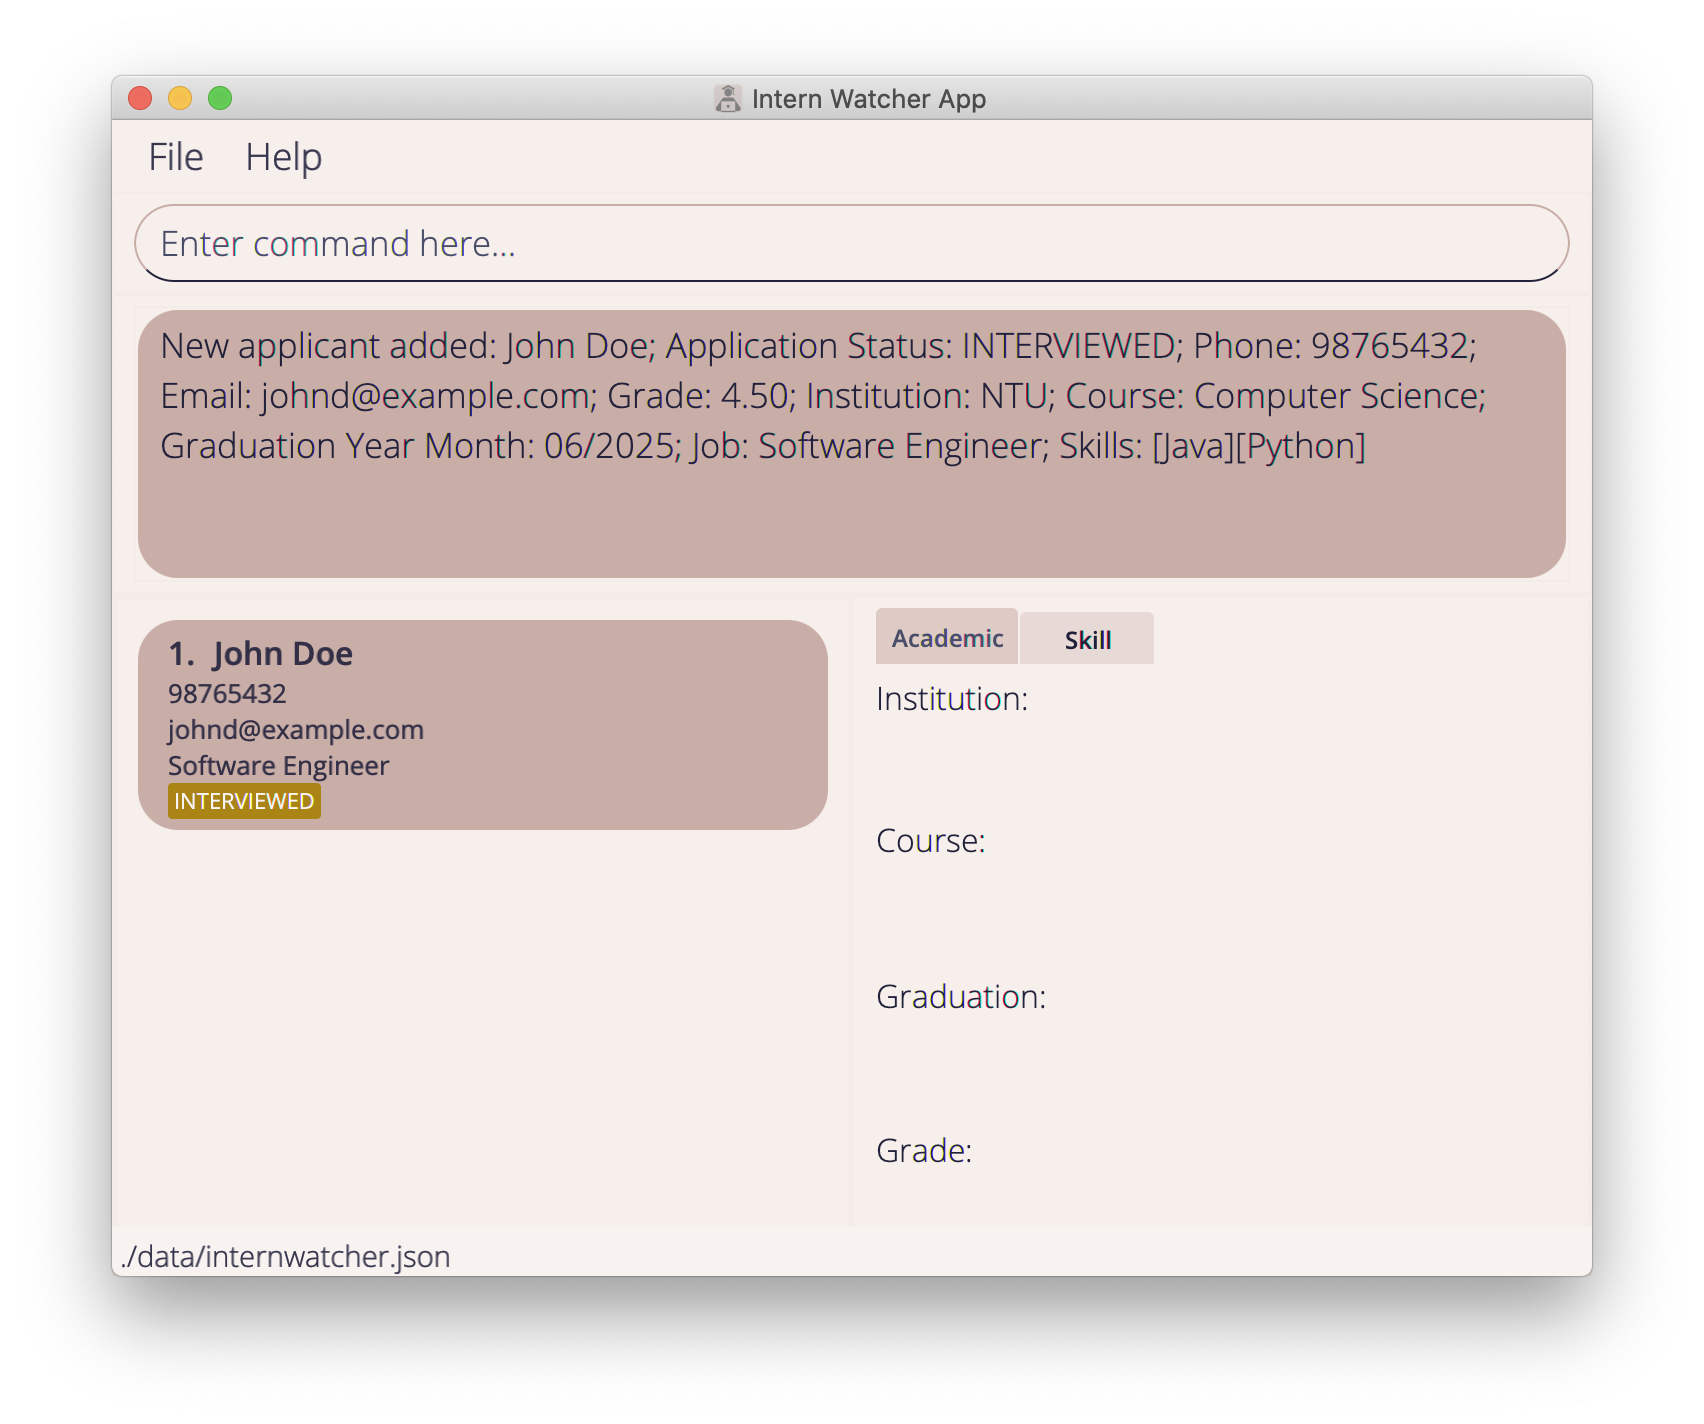 Intern Watcher App
File Help
Enter command here...
New applicant added: John Doe; Application Status: INTERVIEWED; Phone: 98765432;
Email: johnd@example.com; Grade: 4.50; Institution: NTU; Course: Computer Science;
Graduation Year Month: 06/2025; Job: Software Engineer; Skills: [Java][Python]
1. John Doe
98765432
johnd@example.com
Software Engineer
INTERVIEWED
Academic Skill
Institution:
Course:
Graduation:
Grade:
./data/internwatcher.json